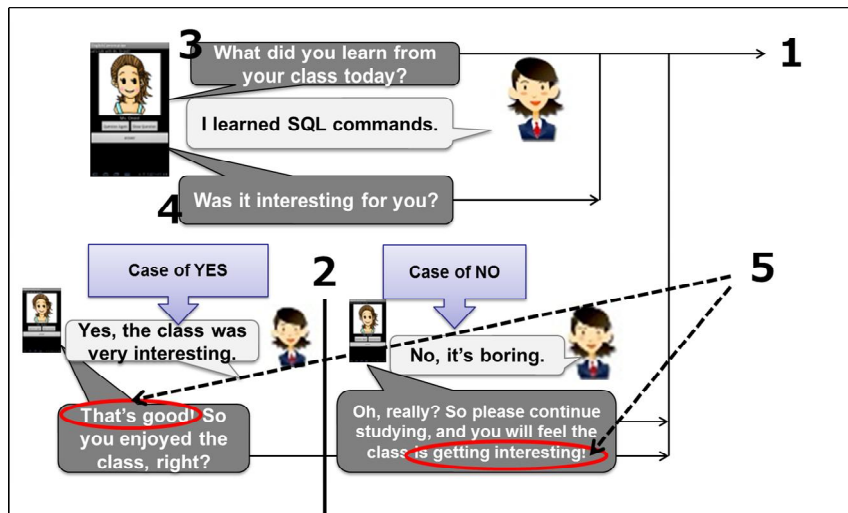 3
What did you learn from
your class today?
1
I learned SQL commands.
4
Was it interesting for you?
Case of YES
2
Case of NO
5
Yes, the class was
very interesting.
No, it's boring.
That's good! So
you enjoyed the
class, right?
Oh, really? So please continue
studying, and you will feel the
class is getting interesting!